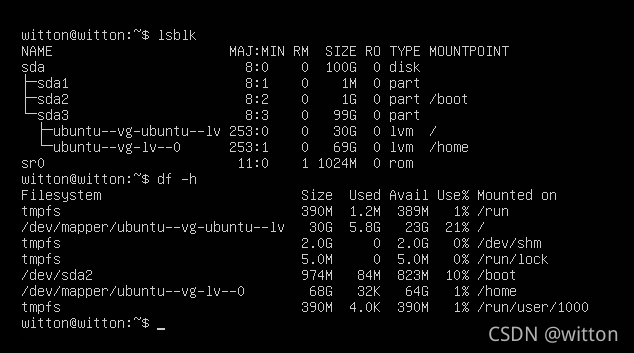 witton@witton:~$ lsblk
NAME                      MAJ:MIN RM  SIZE RO TYPE MOUNTPOINT
sda                         8:0    0  100G  0 disk
├─sda1                      8:1    0    1M  0 part
├─sda2                      8:2    0    1G  0 part /boot
└─sda3                      8:3    0   99G  0 part
  ├─ubuntu--vg-ubuntu--lv 253:0    0   30G  0 lvm  /
  └─ubuntu--vg-lv--0      253:1    0   69G  0 lvm  /home
sr0                        11:0    1 1024M  0 rom
witton@witton:~$ df -h
Filesystem                         Size  Used Avail Use% Mounted on
tmpfs                              390M  1.2M  389M   1% /run
/dev/mapper/ubuntu--vg-ubuntu--lv   30G  5.8G   23G  21% /
tmpfs                              2.0G     0  2.0G   0% /dev/shm
tmpfs                              5.0M     0  5.0M   0% /run/lock
/dev/sda2                          974M   84M  823M  10% /boot
/dev/mapper/ubuntu--vg-lv--0        68G   32K   64G   1% /home
tmpfs                              390M  4.0K  390M   1% /run/user/1000
witton@witton:~$ _
CSDN @witton